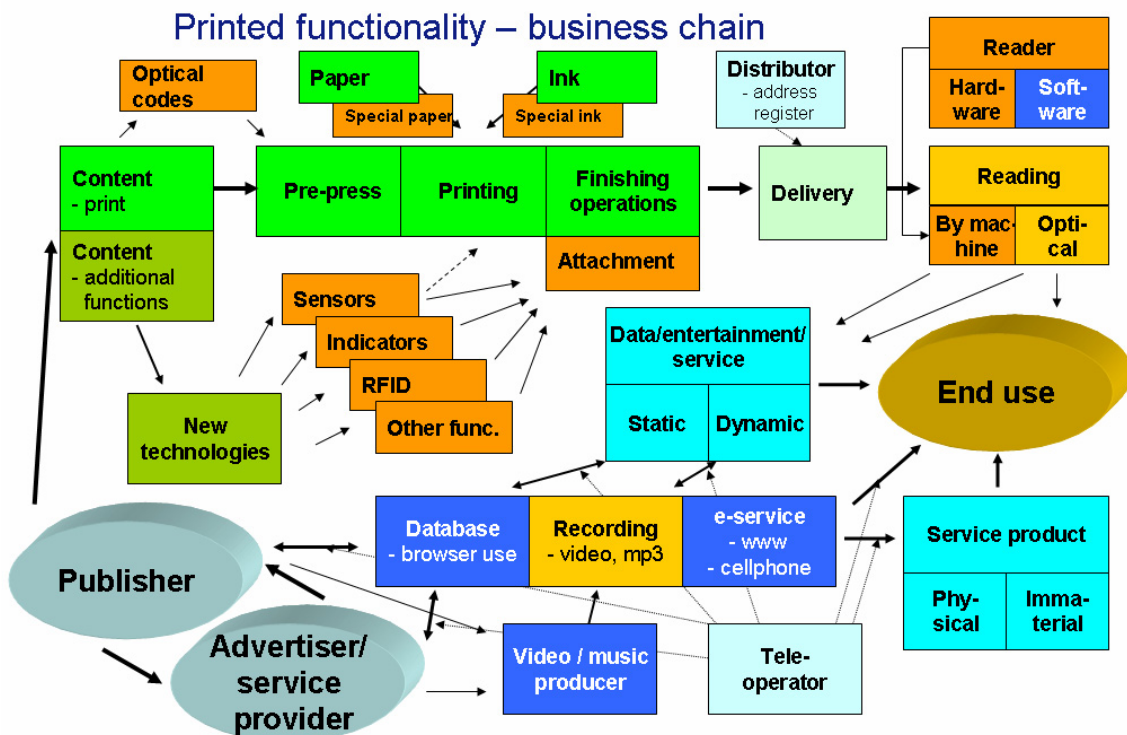 Printed functionality – business chain
Optical
codes
Paper
Special paper
Ink
Special ink
Distributor
- address
register
Reader
Hard-
ware
Soft-
ware
Content
- print
Pre-press
Printing
Finishing
operations
Delivery
Reading
By mac-
hine
Opti-
cal
Content
- additional
functions
Attachment
Sensors
Indicators
RFID
Other func.
New
technologies
Data/entertainment/
service
Static
Dynamic
End use
Database
- browser use
Recording
- video, mp3
e-service
- www
- cellphone
Service product
Phy-
sical
Imma-
terial
Publisher
Advertiser/
service
provider
Video / music
producer
Tele-
operator